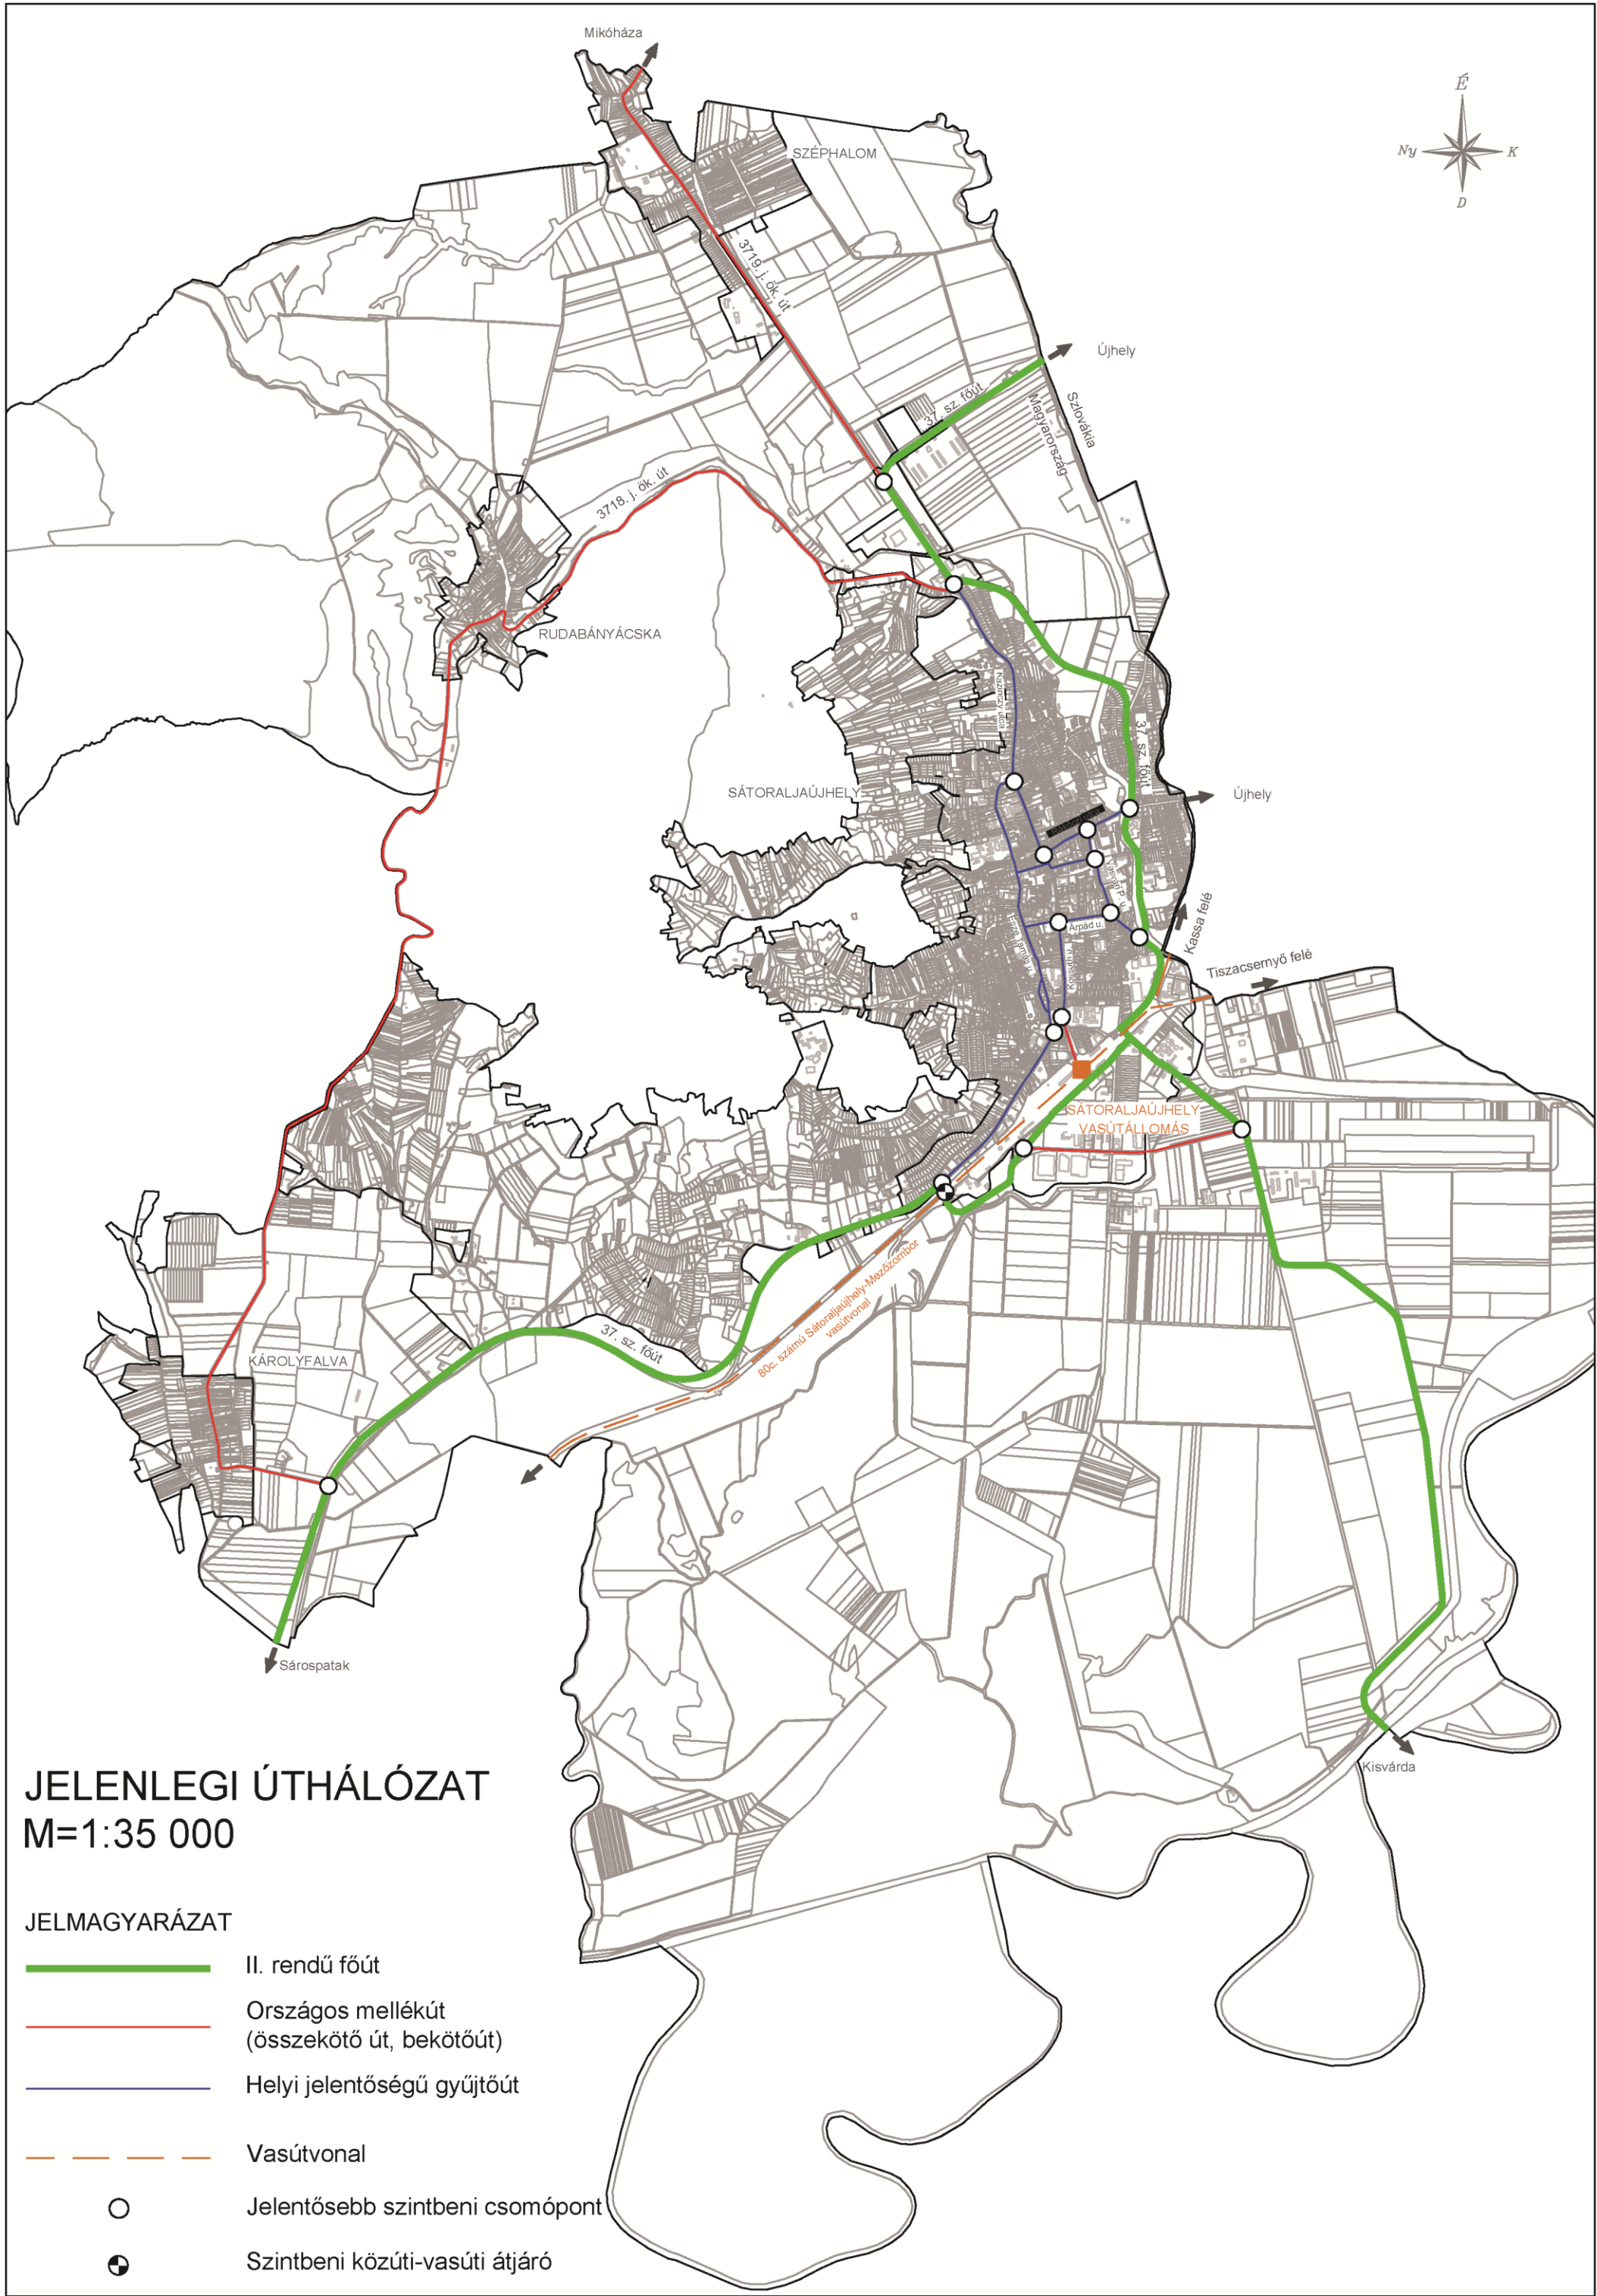 Mikóháza
É
Ny
K
D
SZÉPHALOM
3719. j. ök. út
Újhely
37. sz. főút
Szlovákia
Magyarország
3718. j. ök. út
RUDABÁNYÁCSKA
Kazinczy utca
37. sz. főút
SÁTORALJAÚJHELY
Újhely
Kassa felé
Árpád u.
Tiszacsernyő felé
SÁTORALJAÚJHELY
VASÚTÁLLOMÁS
80c. számú Sátoraljaújhely-Mezőzombor
vasútvonal
37. sz. főút
KÁROLYFALVA
Sárospatak
Kisvárda
JELENLEGI ÚTHÁLÓZAT
M=1:35 000
JELMAGYARÁZAT
II. rendű főút
Országos mellékút
(összekötő út, bekötőút)
Helyi jelentőségű gyűjtőút
Vasútvonal
Jelentősebb szintbeni csomópont
Szintbeni közúti-vasúti átjáró